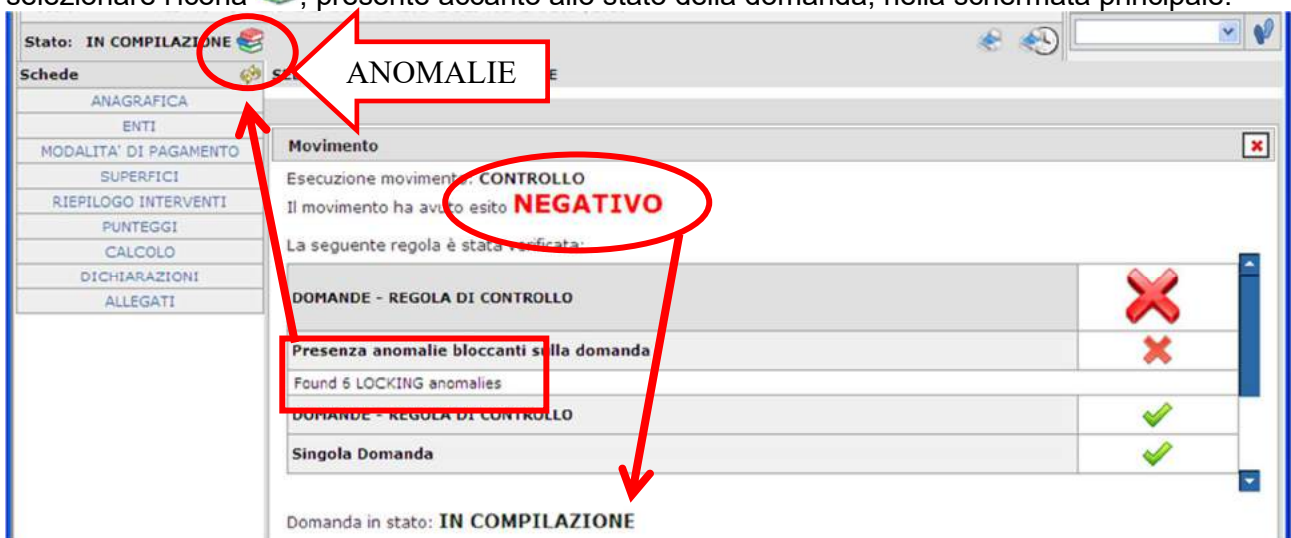 selezionare l'icona , presente accanto allo stato della domanda, nella schermata principale.
Stato: IN COMPILAZIONE
Schede
ANOMALIE
E
ANAGRAFICA
ENTI
MODALITA' DI PAGAMENTO
SUPERFICI
RIEPILOGO INTERVENTI
PUNTEGGI
CALCOLO
DICHIARAZIONI
ALLEGATI
Movimento
Esecuzione movimento: CONTROLLO
Il movimento ha avuto esito NEGATIVO
La seguente regola è stata verificata:
DOMANDE - REGOLA DI CONTROLLO
Presenza anomalie bloccanti sulla domanda
Found 6 LOCKING anomalies
DOMANDE - REGOLA DI CONTROLLO
Singola Domanda
Domanda in stato: IN COMPILAZIONE